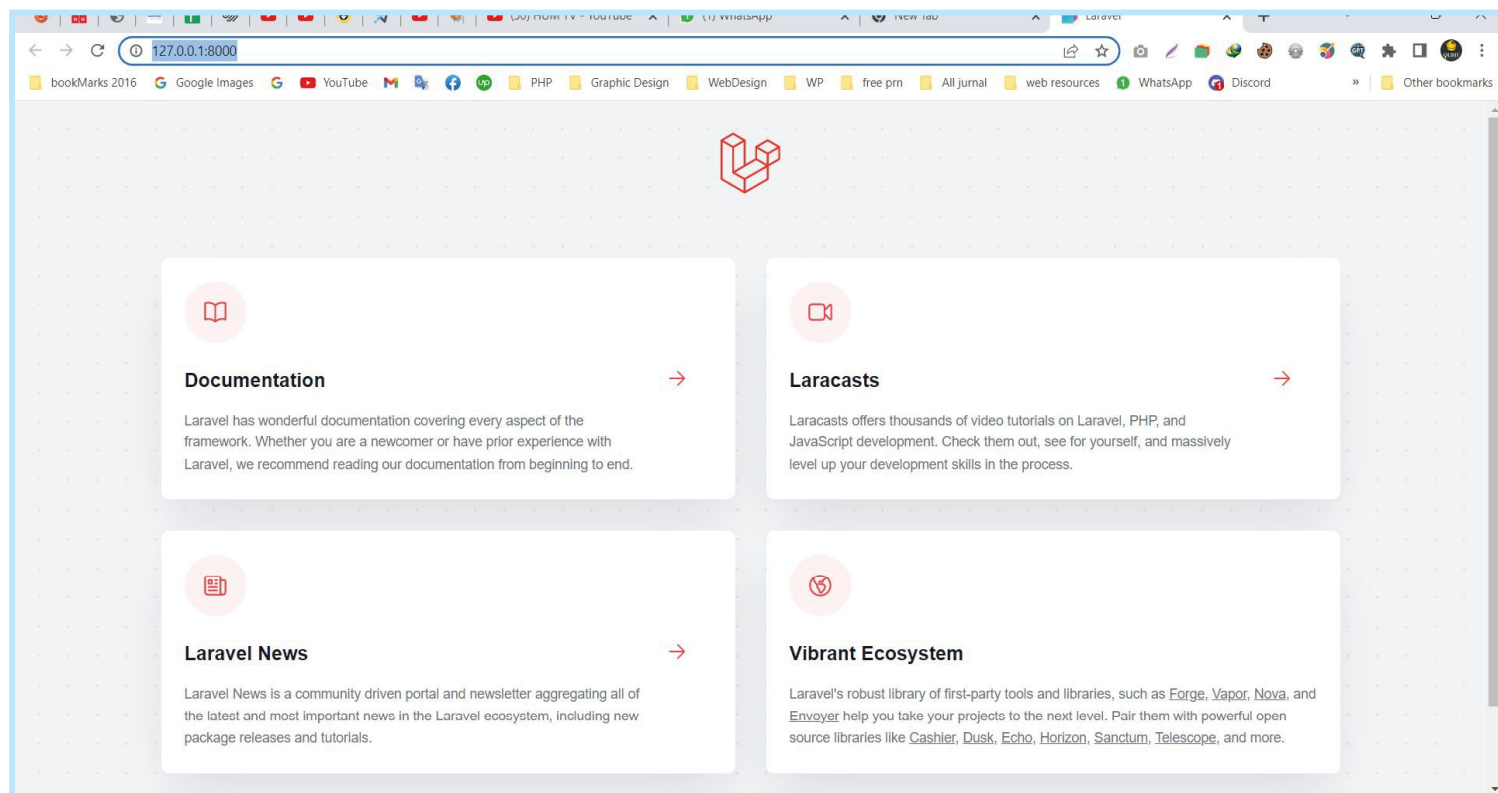 (50) HUM TV - YouTube
(1) WhatsApp
New Tab
Laravel
127.0.0.1:8000
bookMarks 2016 Google Images YouTube PHP Graphic Design WebDesign WP free prn All jurnal web resources WhatsApp Discord » Other bookmarks
Documentation
Laravel has wonderful documentation covering every aspect of the
framework. Whether you are a newcomer or have prior experience with
Laravel, we recommend reading our documentation from beginning to end.
Laracasts
Laracasts offers thousands of video tutorials on Laravel, PHP, and
JavaScript development. Check them out, see for yourself, and massively
level up your development skills in the process.
Laravel News
Laravel News is a community driven portal and newsletter aggregating all of
the latest and most important news in the Laravel ecosystem, including new
package releases and tutorials.
Vibrant Ecosystem
Laravel's robust library of first-party tools and libraries, such as Forge, Vapor, Nova, and
Envoyer help you take your projects to the next level. Pair them with powerful open
source libraries like Cashier, Dusk, Echo, Horizon, Sanctum, Telescope, and more.